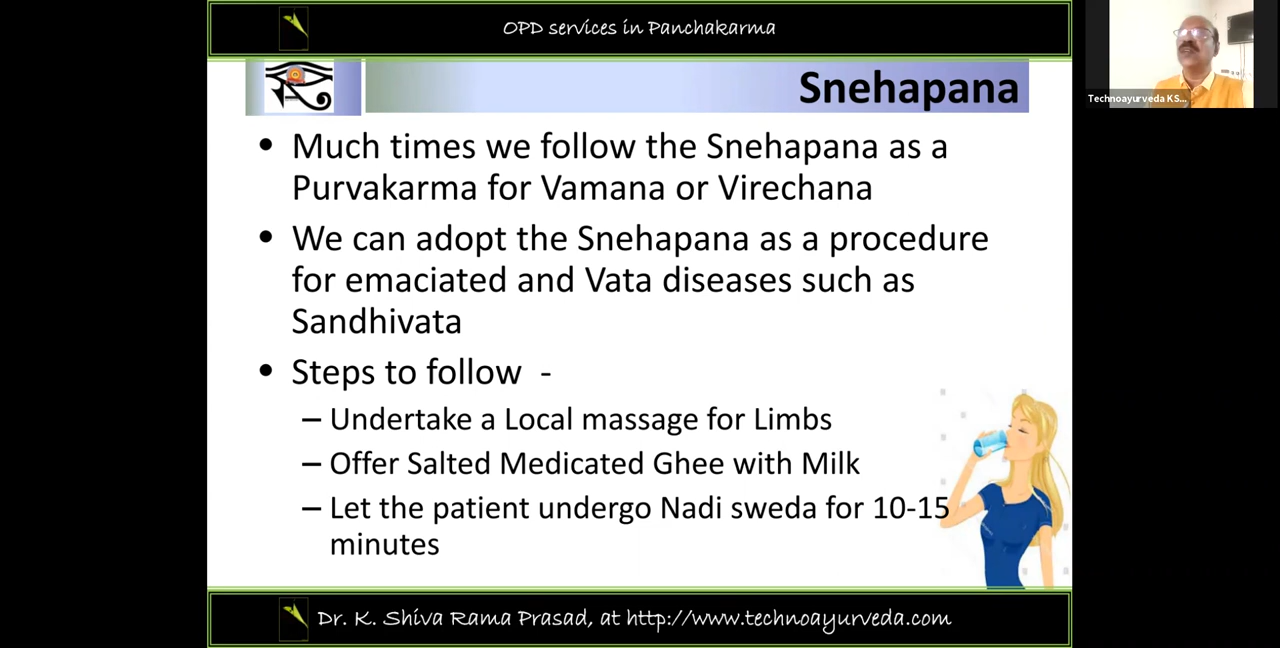 OPD services in Panchakarma
Technoayurveda KS...
Snehapana
• Much times we follow the Snehapana as a
Purvakarma for Vamana or Virechana
• We can adopt the Snehapana as a procedure
for emaciated and Vata diseases such as
Sandhivata
• Steps to follow -
– Undertake a Local massage for Limbs
– Offer Salted Medicated Ghee with Milk
– Let the patient undergo Nadi sweda for 10-15
minutes
Dr. K. Shiva Rama Prasad, at http://www.technoayurveda.com